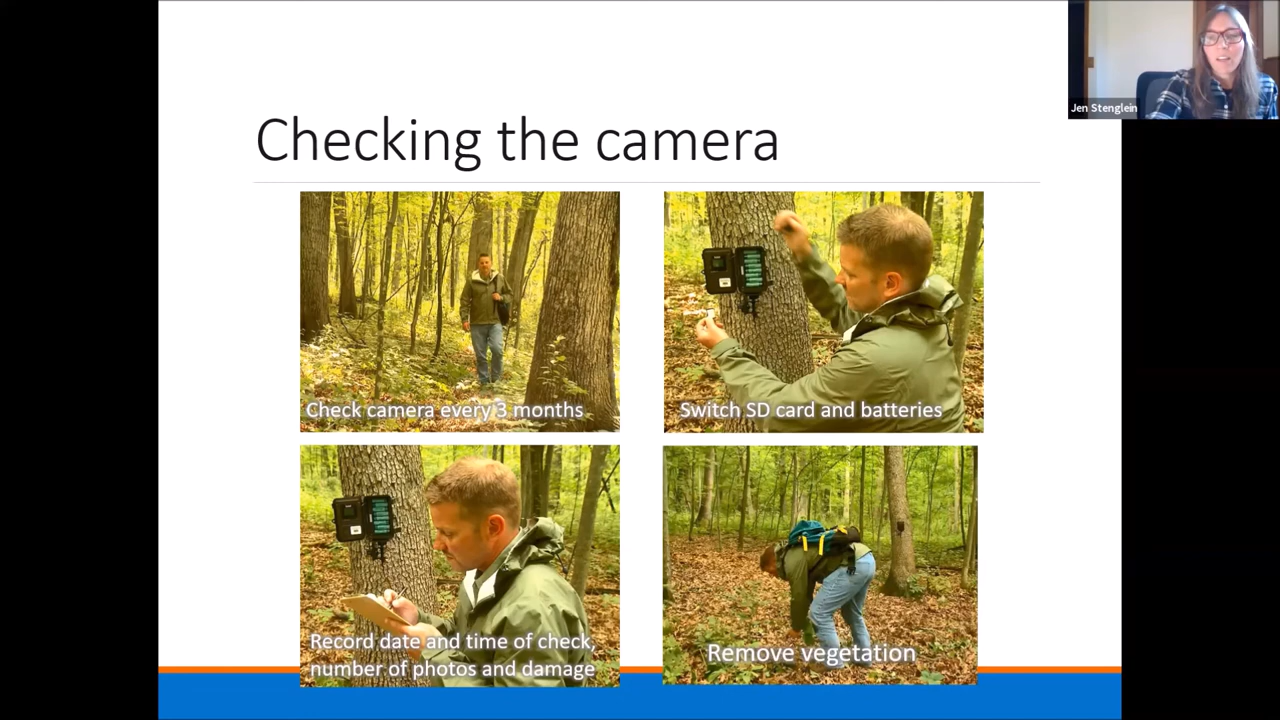 Jen Stenglein
Checking the camera
Check camera every 3 months
Switch SD card and batteries
Record date and time of check,
number of photos and damage
Remove vegetation